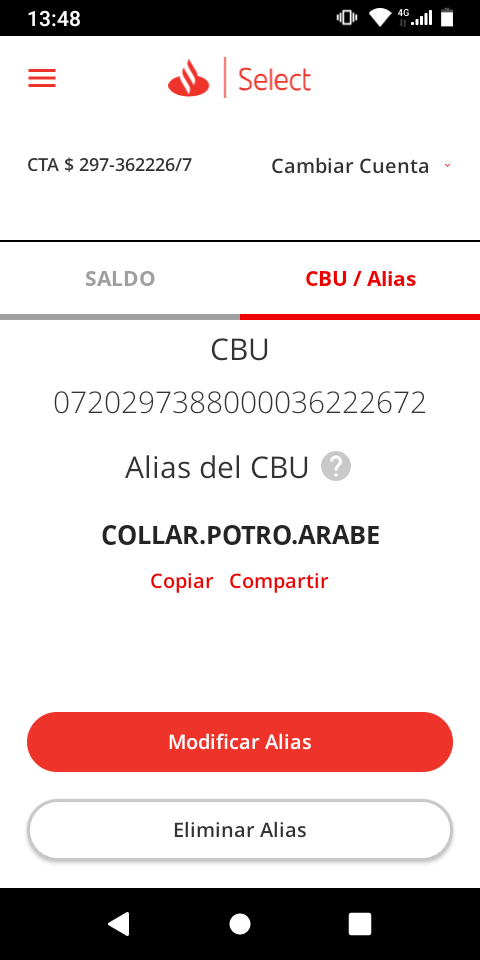 13:48
4G
Select
CTA $ 297-362226/7
Cambiar Cuenta
SALDO
CBU / Alias
CBU
0720297388000036222672
Alias del CBU ?
COLLAR.POTRO.ARABE
Copiar Compartir
Modificar Alias
Eliminar Alias